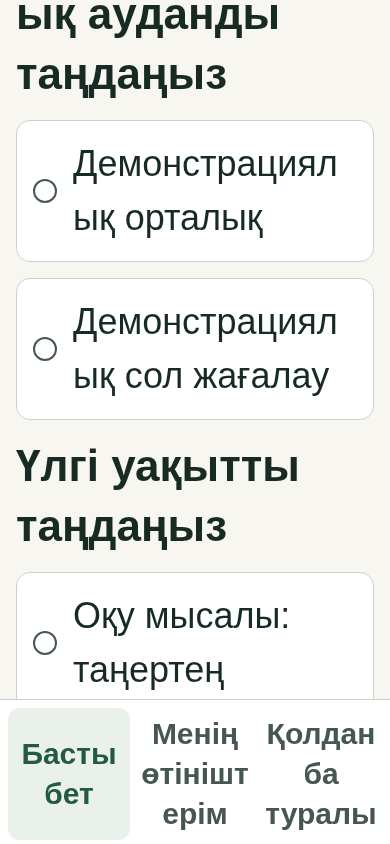 ық ауданды
таңдаңыз
Демонстрациял
ық орталық
Демонстрациял
ық сол жағалау
Үлгі уақытты
таңдаңыз
Оқу мысалы:
таңертең
Басты
бет
Менің
өтінішт
ерім
Қолдан
ба
туралы